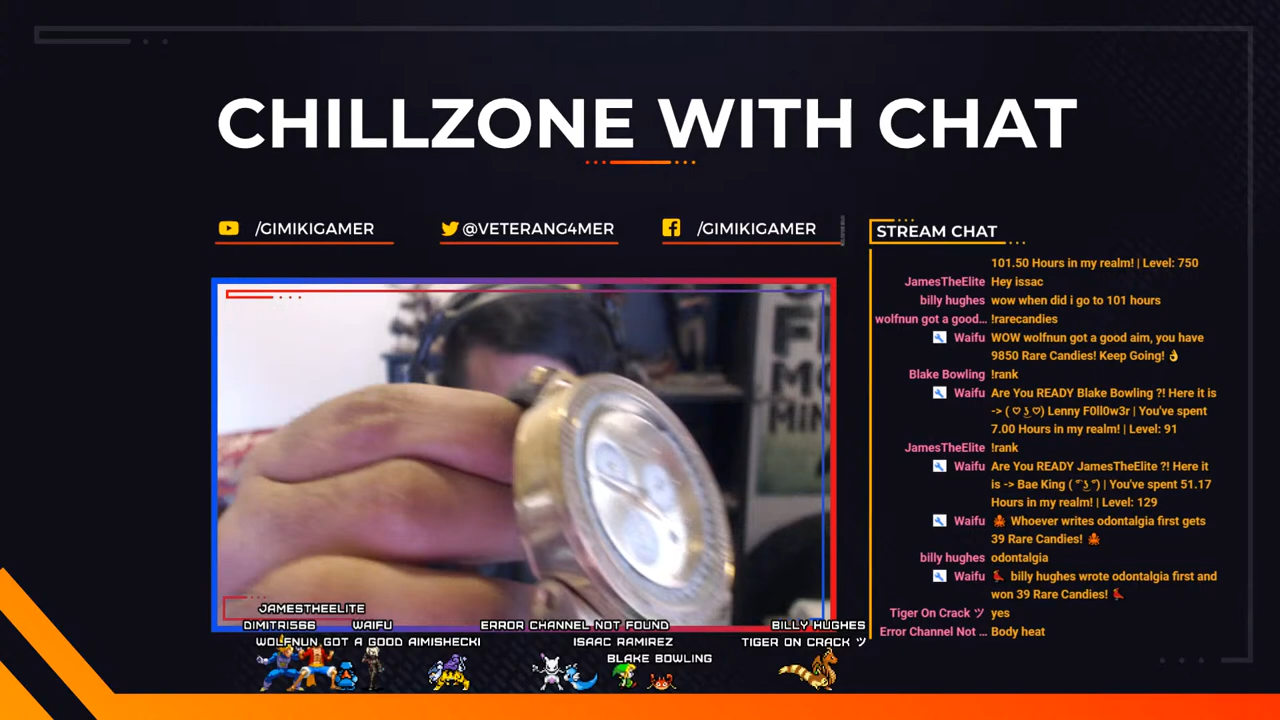 CHILLZONE WITH CHAT
/GIMIKIGAMER
@VETERANG4MER
/GIMIKIGAMER
STREAM CHAT
101.50 Hours in my realm! | Level: 750
JamesTheElite Hey issac
billy hughes wow when did i go to 101 hours
wolfnun got a good... !rarecandies
Waifu WOW wolfnun got a good aim, you have
9850 Rare Candies! Keep Going! 👌
Blake Bowling !rank
Waifu Are You READY Blake Bowling ?! Here it is
-> ( ♡ ͜ʖ ♡) Lenny F0ll0w3r | You've spent
7.00 Hours in my realm! | Level: 91
JamesTheElite !rank
Waifu Are You READY JamesTheElite ?! Here it
is -> Bae King ( ͡° ͜ʖ ͡°) | You've spent 51.17
Hours in my realm! | Level: 129
Waifu 🐙 Whoever writes odontalgia first gets
39 Rare Candies! 🐙
billy hughes odontalgia
Waifu 💃 billy hughes wrote odontalgia first and
won 39 Rare Candies! 💃
Tiger On Crack ツ yes
Error Channel Not ... Body heat
JAMESTHEELITE
DIMITRI566 WAIFU ERROR CHANNEL NOT FOUND BILLY HUGHES
WOLFNUN GOT A GOOD AIMISHECKI ISAAC RAMIREZ TIGER ON CRACK ツ
BLAKE BOWLING